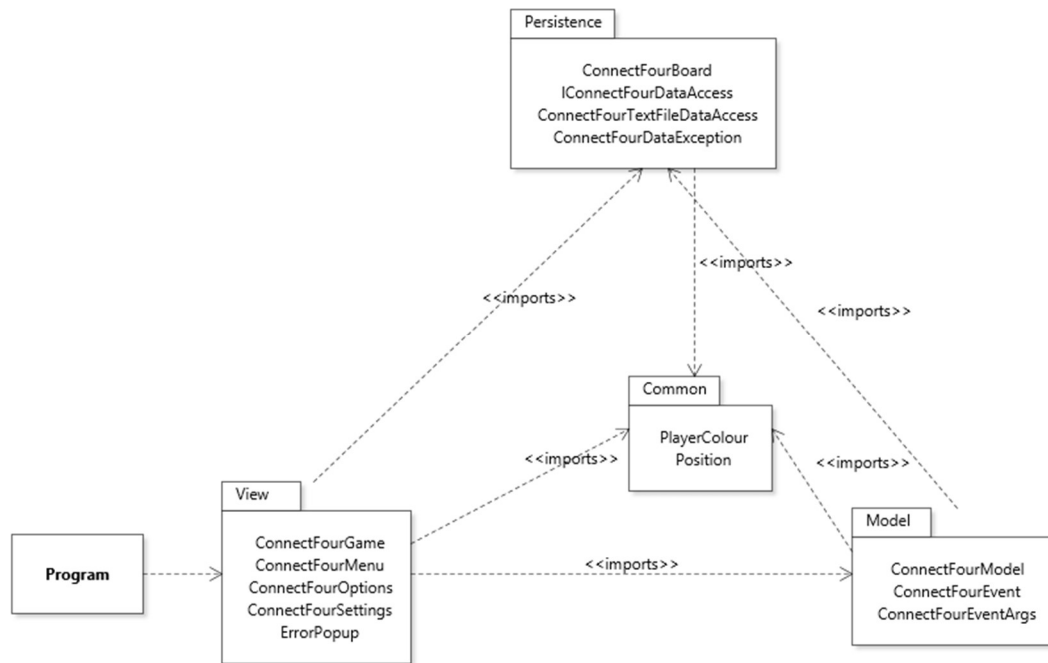 Persistence
ConnectFourBoard
IConnectFourDataAccess
ConnectFourTextFileDataAccess
ConnectFourDataException
<<imports>>
<<imports>>
<<imports>>
Common
PlayerColour
Position
<<imports>>
<<imports>>
View
ConnectFourGame
ConnectFourMenu
ConnectFourOptions
ConnectFourSettings
ErrorPopup
Program
<<imports>>
Model
ConnectFourModel
ConnectFourEvent
ConnectFourEventArgs